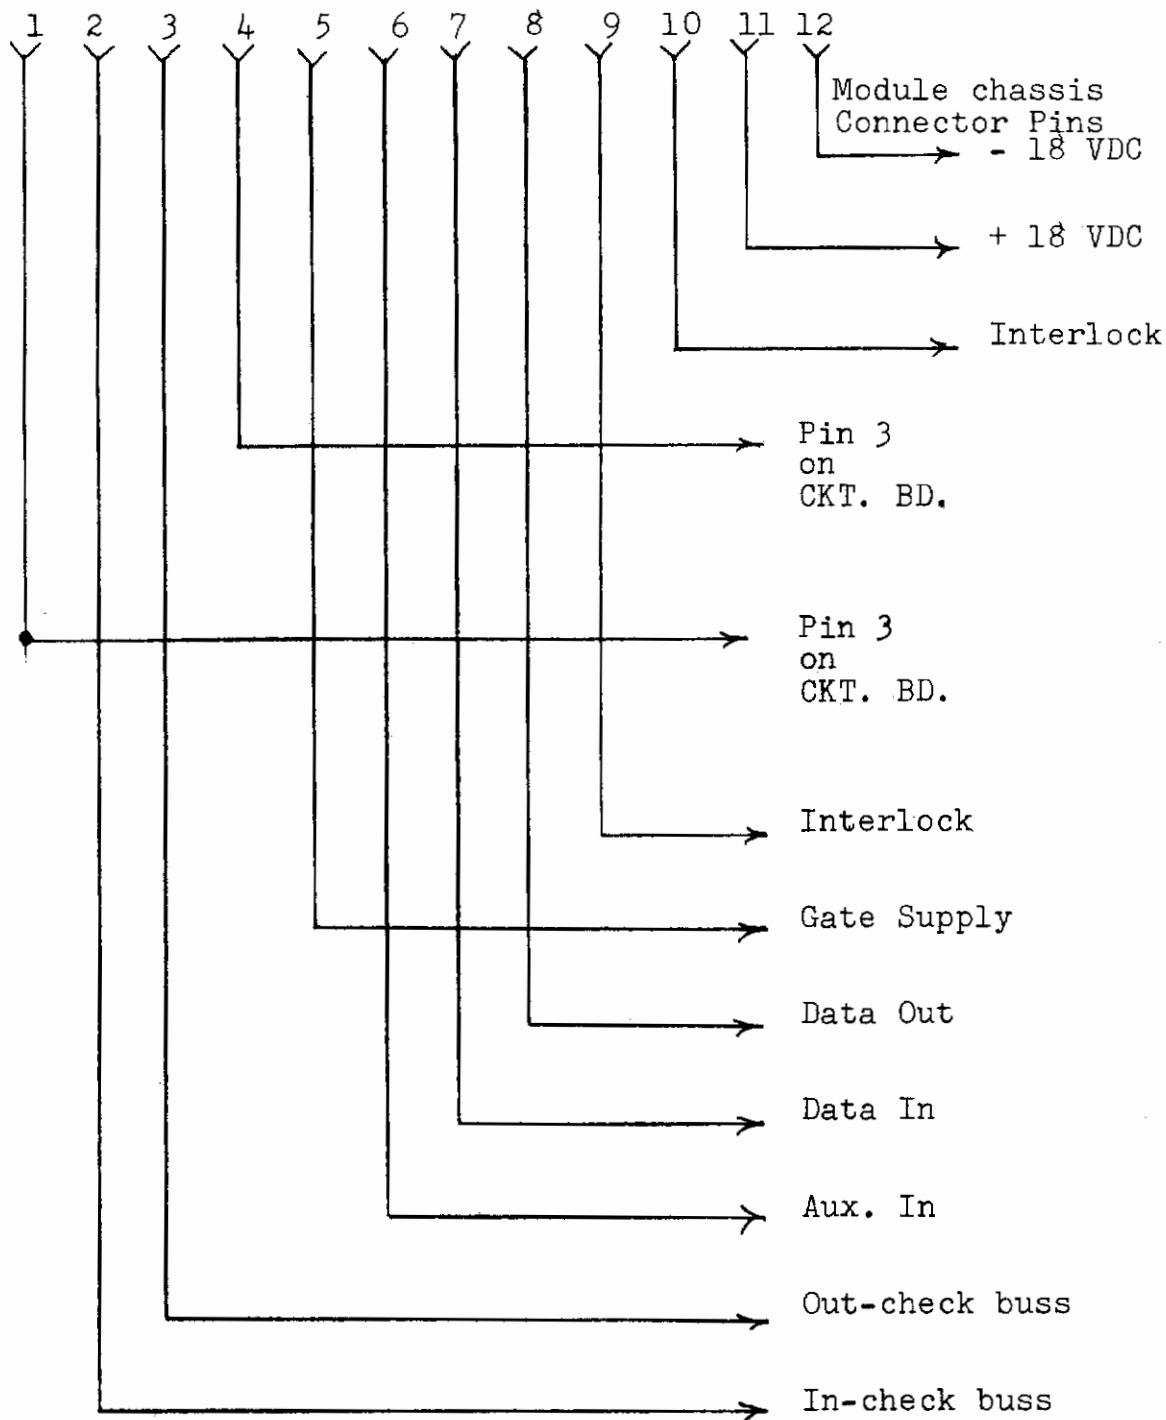 1 2 3 4 5 6 7 8 9 10 11 12
Module chassis
Connector Pins
- 18 VDC
+ 18 VDC
Interlock
Pin 3
on
CKT. BD.
Pin 3
on
CKT. BD.
Interlock
Gate Supply
Data Out
Data In
Aux. In
Out-check buss
In-check buss